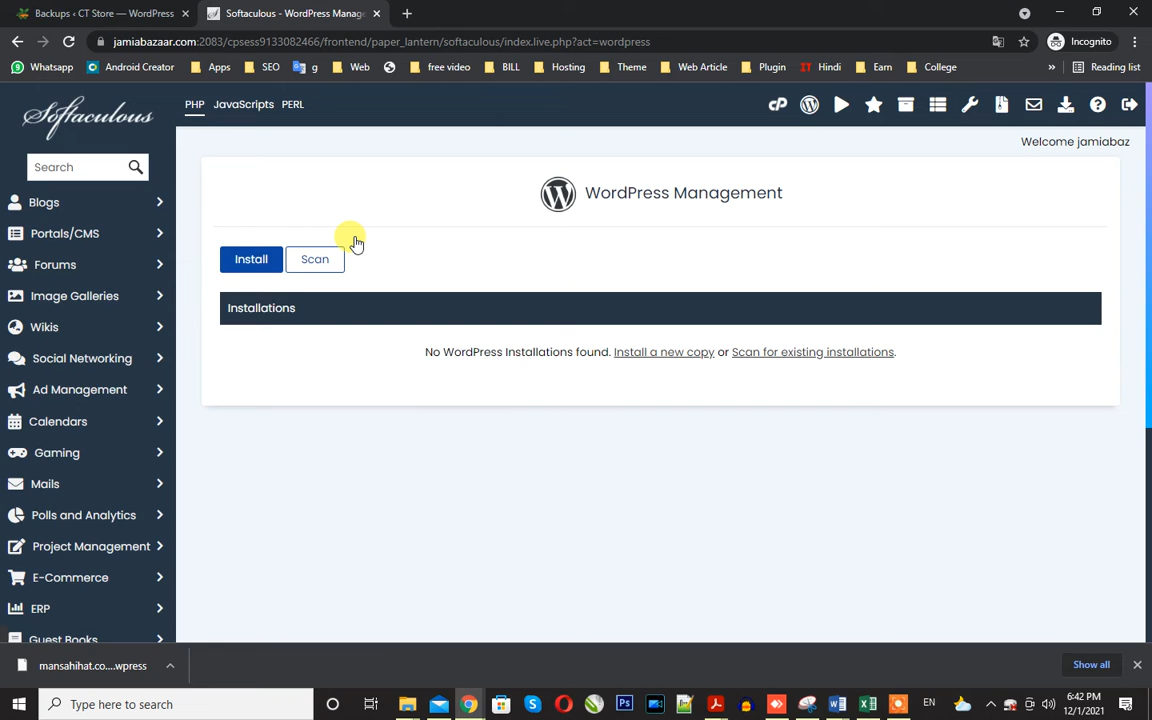 Backups ‹ CT Store — WordPress
Softaculous - WordPress Manage
jamiabazaar.com:2083/cpsess9133082466/frontend/paper_lantern/softaculous/index.live.php?act=wordpress
Incognito
Whatsapp
Android Creator
Apps
SEO
g
Web
free video
BILL
Hosting
Theme
Web Article
Plugin
Hindi
Earn
College
»
Reading list
Softaculous
PHP JavaScripts PERL
cP
Welcome jamiabaz
Search
WordPress Management
Install
Scan
Installations
No WordPress Installations found. Install a new copy or Scan for existing installations.
Blogs
Portals/CMS
Forums
Image Galleries
Wikis
Social Networking
Ad Management
Calendars
Gaming
Mails
Polls and Analytics
Project Management
E-Commerce
ERP
Guest Books
mansahihat.co....wpress
Show all
Type here to search
EN
6:42 PM
12/1/2021